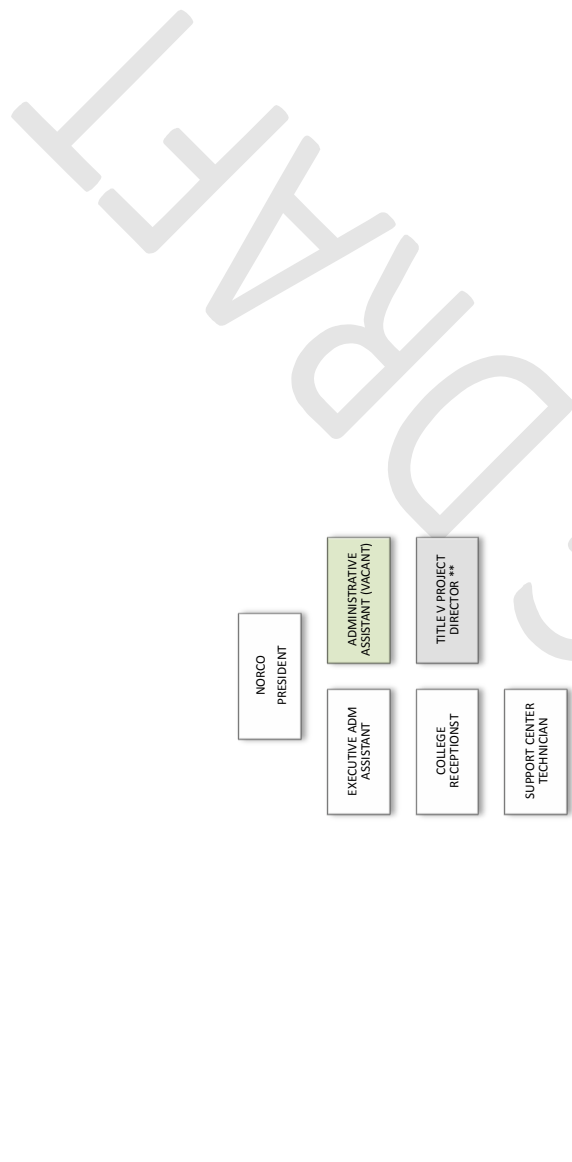 NORCO
PRESIDENT
EXECUTIVE ADM
ASSISTANT
ADMINISTRATIVE
ASSISTANT (VACANT)
COLLEGE
RECEPTIONST
TITLE V PROJECT
DIRECTOR **
SUPPORT CENTER
TECHNICIAN
DRAFT